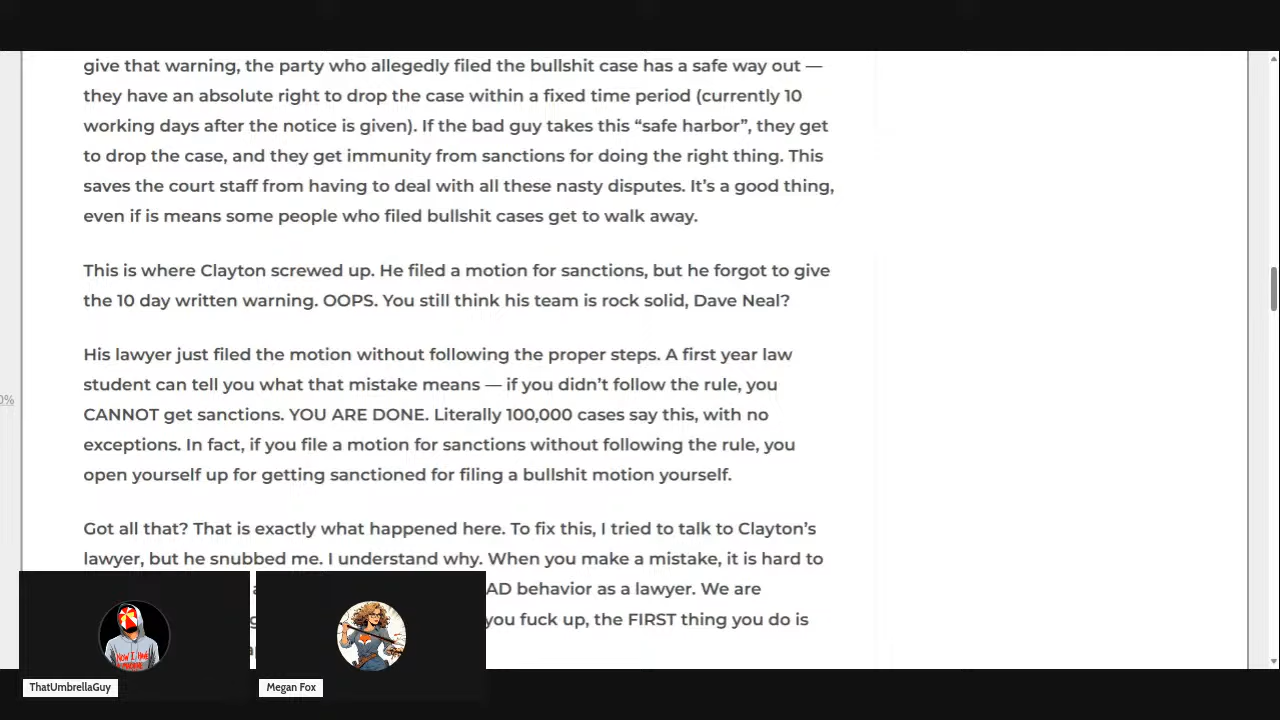 give that warning, the party who allegedly filed the bullshit case has a safe way out —
they have an absolute right to drop the case within a fixed time period (currently 10
working days after the notice is given). If the bad guy takes this “safe harbor”, they get
to drop the case, and they get immunity from sanctions for doing the right thing. This
saves the court staff from having to deal with all these nasty disputes. It’s a good thing,
even if is means some people who filed bullshit cases get to walk away.
This is where Clayton screwed up. He filed a motion for sanctions, but he forgot to give
the 10 day written warning. OOPS. You still think his team is rock solid, Dave Neal?
His lawyer just filed the motion without following the proper steps. A first year law
student can tell you what that mistake means — if you didn’t follow the rule, you
0%
CANNOT get sanctions. YOU ARE DONE. Literally 100,000 cases say this, with no
exceptions. In fact, if you file a motion for sanctions without following the rule, you
open yourself up for getting sanctioned for filing a bullshit motion yourself.
Got all that? That is exactly what happened here. To fix this, I tried to talk to Clayton’s
lawyer, but he snubbed me. I understand why. When you make a mistake, it is hard to
AD behavior as a lawyer. We are
you fuck up, the FIRST thing you do is
NOW I HAVE
ThatUmbrellaGuy
Megan Fox